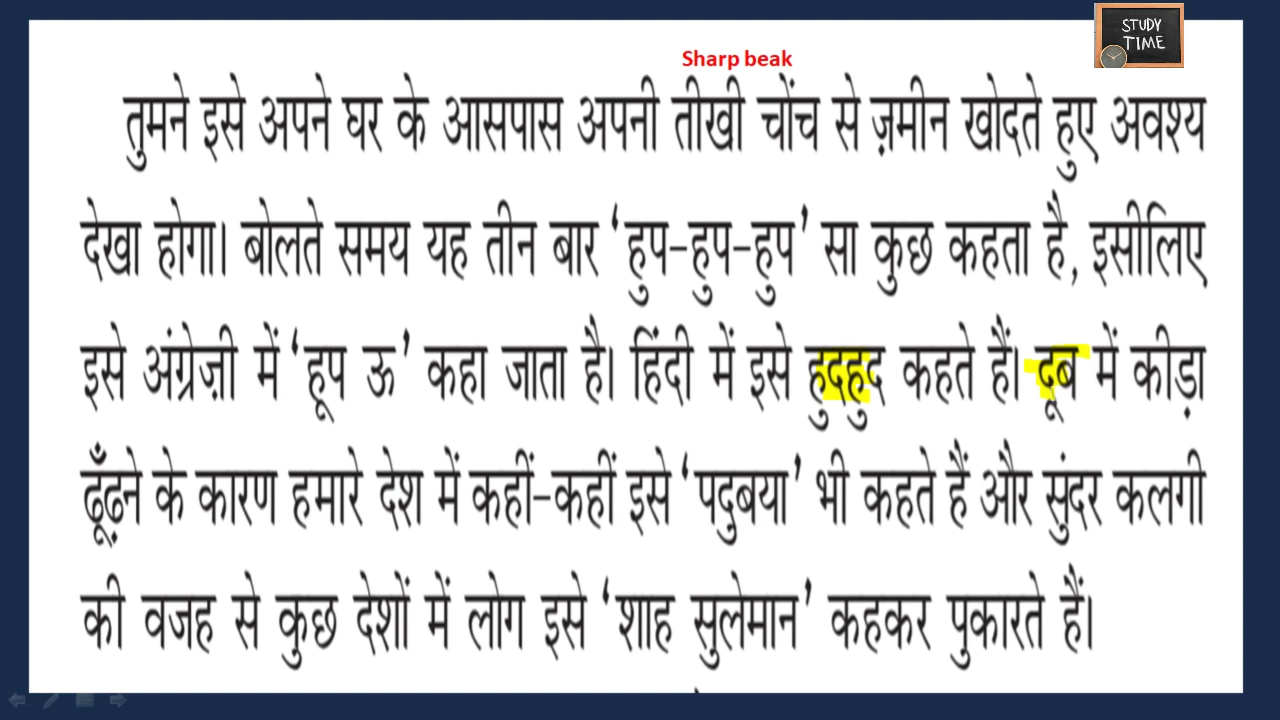 STUDY
TIME
Sharp beak
तुमने इसे अपने घर के आसपास अपनी तीखी चोंच से ज़मीन खोदते हुए अवश्य
देखा होगा। बोलते समय यह तीन बार ‘हुप-हुप-हुप’ सा कुछ कहता है, इसीलिए
इसे अंग्रेज़ी में ‘हूप ऊ’ कहा जाता है। हिंदी में इसे हुदहुद कहते हैं। दूब में कीड़ा
ढूँढ़ने के कारण हमारे देश में कहीं-कहीं इसे ‘पदुबया’ भी कहते हैं और सुंदर कलगी
की वजह से कुछ देशों में लोग इसे ‘शाह सुलेमान’ कहकर पुकारते हैं।